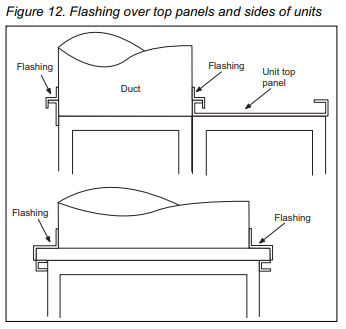 Figure 12. Flashing over top panels and sides of units
Flashing
Flashing
Unit top
panel
Duct
Flashing
Flashing